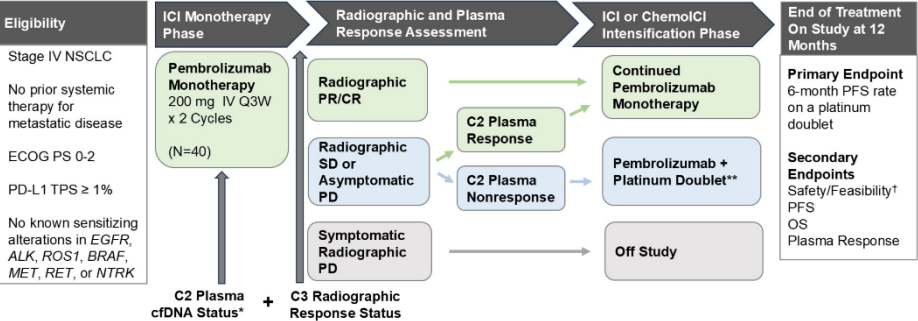 Eligibility
Stage IV NSCLC
No prior systemic
therapy for
metastatic disease
ECOG PS 0-2
PD-L1 TPS ≥ 1%
No known sensitizing
alterations in EGFR,
ALK, ROS1, BRAF,
MET, RET, or NTRK
ICI Monotherapy
Phase
Pembrolizumab
Monotherapy
200 mg IV Q3W
x 2 Cycles
(N=40)
C2 Plasma
cfDNA Status*
+
C3 Radiographic
Response Status
Radiographic and Plasma
Response Assessment
Radiographic
PR/CR
Radiographic
SD or
Asymptomatic
PD
Symptomatic
Radiographic
PD
C2 Plasma
Response
C2 Plasma
Nonresponse
ICI or ChemoICI
Intensification Phase
Continued
Pembrolizumab
Monotherapy
Pembrolizumab +
Platinum Doublet**
Off Study
End of Treatment
On Study at 12
Months
Primary Endpoint
6-month PFS rate
on a platinum
doublet
Secondary
Endpoints
Safety/Feasibility†
PFS
OS
Plasma Response